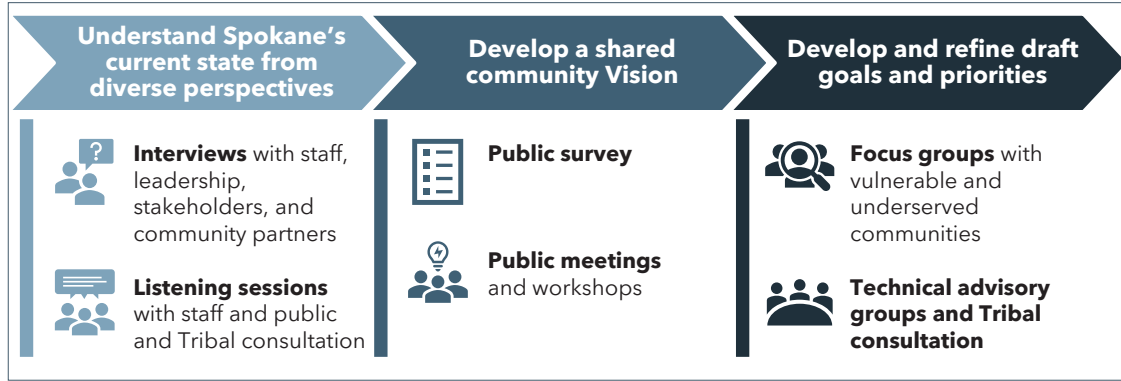 Understand Spokane's
current state from
diverse perspectives
Develop a shared
community Vision
Develop and refine draft
goals and priorities
?
Interviews with staff,
leadership,
stakeholders, and
community partners
Listening sessions
with staff and public
and Tribal consultation
Public survey
Public meetings
and workshops
Focus groups with
vulnerable and
underserved
communities
Technical advisory
groups and Tribal
consultation